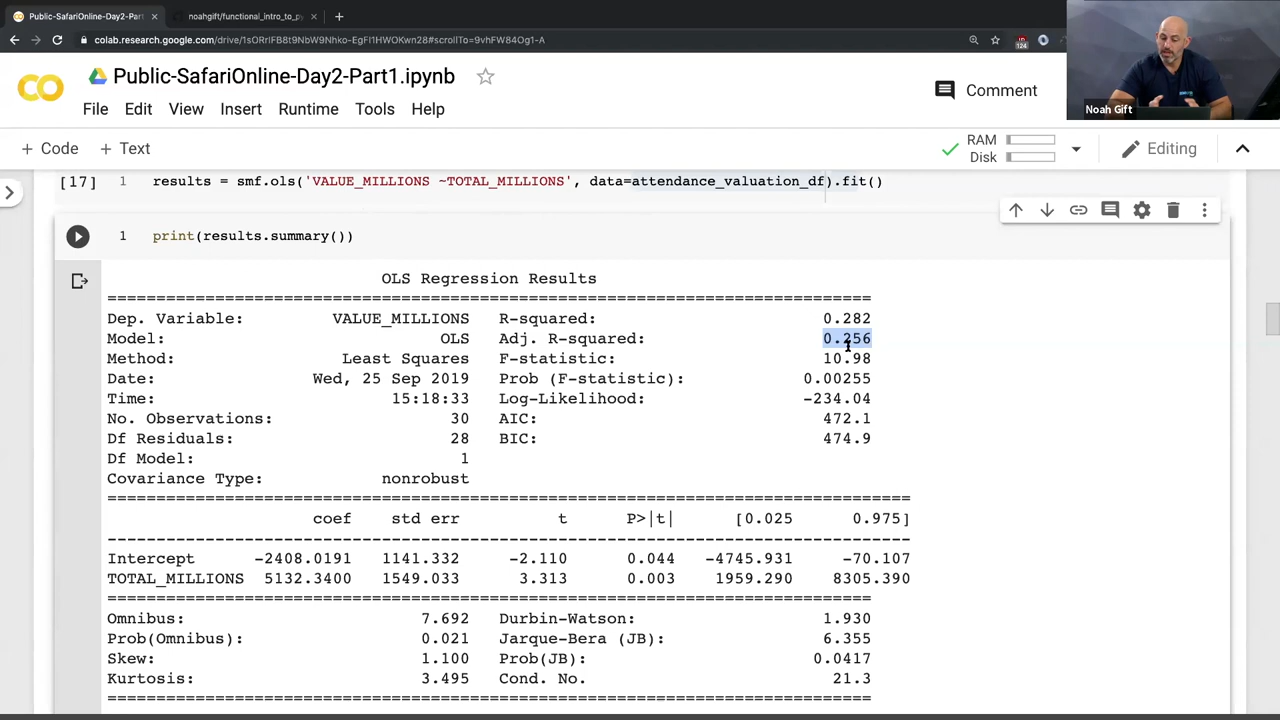 Public-SafariOnline-Day2-Part
noahgift/functional_intro_to_py
colab.research.google.com/drive/1sORrIFB8t9NbW9Nhko-EgFI1HWOKwn28#scrollTo=9vhFW84Og1-A
124
Noah Gift
Public-SafariOnline-Day2-Part1.ipynb
Comment
File Edit View Insert Runtime Tools Help
+ Code + Text
RAM
Disk
Editing
[17] 1 results = smf.ols('VALUE_MILLIONS ~TOTAL_MILLIONS', data=attendance_valuation_df).fit()
1 print(results.summary())
OLS Regression Results
==============================================================================
Dep. Variable: VALUE_MILLIONS R-squared: 0.282
Model: OLS Adj. R-squared: 0.256
Method: Least Squares F-statistic: 10.98
Date: Wed, 25 Sep 2019 Prob (F-statistic): 0.00255
Time: 15:18:33 Log-Likelihood: -234.04
No. Observations: 30 AIC: 472.1
Df Residuals: 28 BIC: 474.9
Df Model: 1
Covariance Type: nonrobust
==================================================================================
coef std err t P>|t| [0.025 0.975]
----------------------------------------------------------------------------------
Intercept -2408.0191 1141.332 -2.110 0.044 -4745.931 -70.107
TOTAL_MILLIONS 5132.3400 1549.033 3.313 0.003 1959.290 8305.390
==============================================================================
Omnibus: 7.692 Durbin-Watson: 1.930
Prob(Omnibus): 0.021 Jarque-Bera (JB): 6.355
Skew: 1.100 Prob(JB): 0.0417
Kurtosis: 3.495 Cond. No. 21.3
==============================================================================